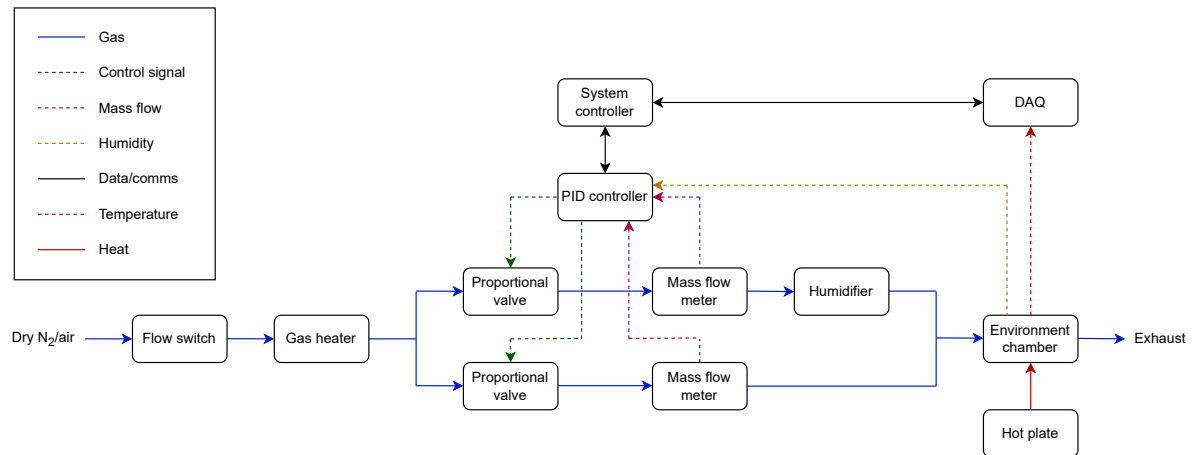 Gas
Control signal
Mass flow
Humidity
Data/comms
Temperature
Heat
System
controller
DAQ
PID controller
Proportional
valve
Mass flow
meter
Humidifier
Dry N₂/air
Flow switch
Gas heater
Environment
chamber
Exhaust
Proportional
valve
Mass flow
meter
Hot plate